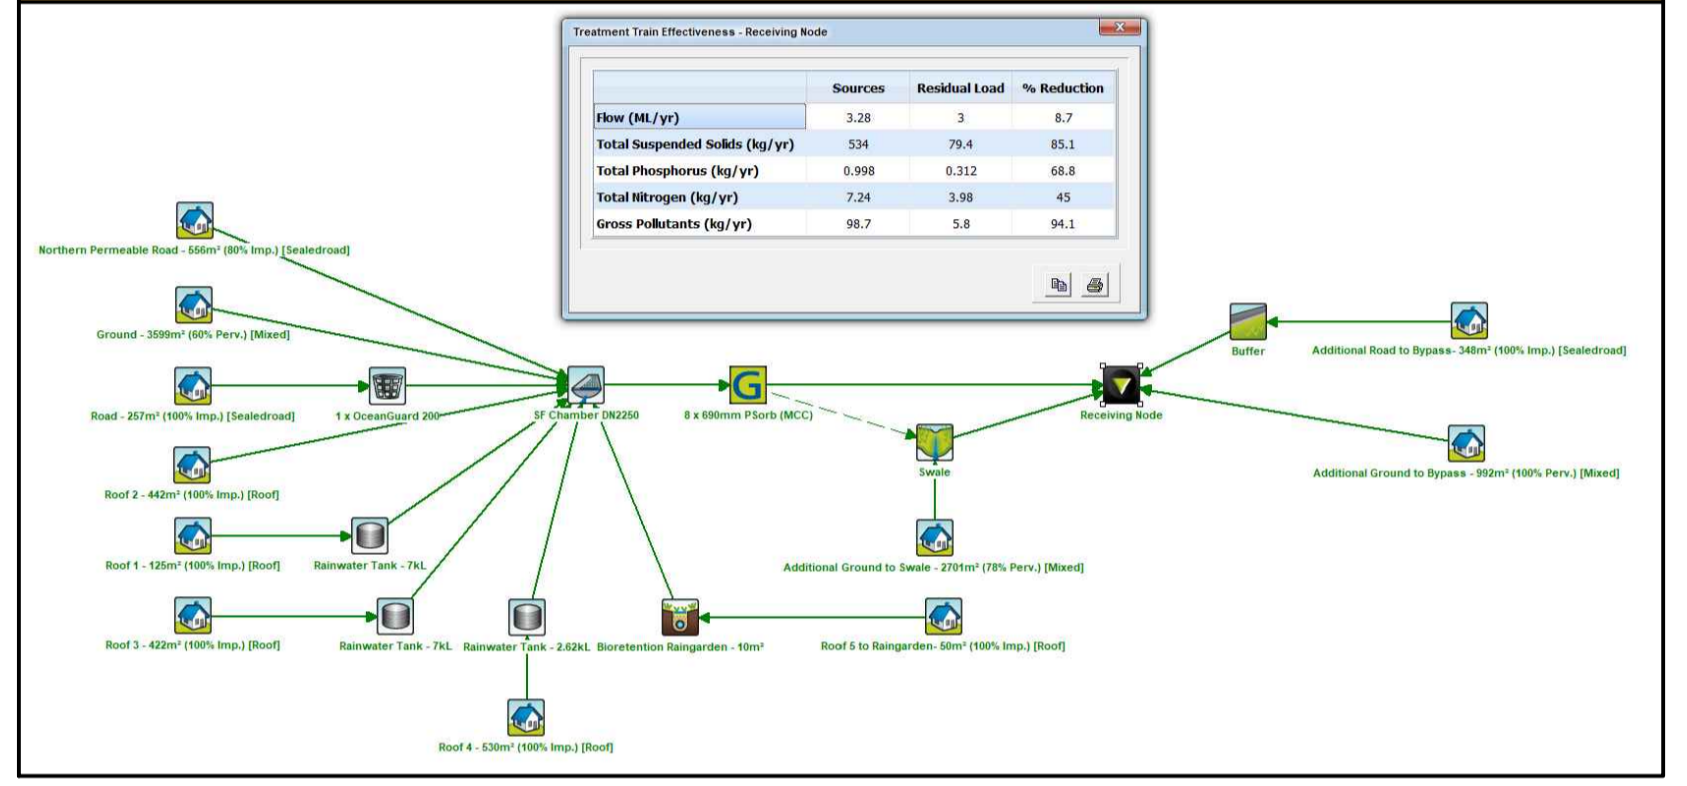 Treatment Train Effectiveness - Receiving Node
Sources Residual Load % Reduction
Flow (ML/yr) 3.28 3 8.7
Total Suspended Solids (kg/yr) 534 79.4 85.1
Total Phosphorus (kg/yr) 0.998 0.312 68.8
Total Nitrogen (kg/yr) 7.24 3.98 45
Gross Pollutants (kg/yr) 98.7 5.8 94.1
Northern Permeable Road - 556m² (80% Imp.) [Sealedroad]
Ground - 3599m² (60% Perv.) [Mixed]
Buffer
Additional Road to Bypass- 348m² (100% Imp.) [Sealedroad]
Road - 257m² (100% Imp.) [Sealedroad]
1 x OceanGuard 200
SF Chamber DN2250
G
8 x 690mm PSorb (MCC)
Receiving Node
Swale
Additional Ground to Bypass - 992m² (100% Perv.) [Mixed]
Roof 2 - 442m² (100% Imp.) [Roof]
Roof 1 - 125m² (100% Imp.) [Roof]
Rainwater Tank - 7kL
Additional Ground to Swale - 2701m² (78% Perv.) [Mixed]
Roof 3 - 422m² (100% Imp.) [Roof]
Rainwater Tank - 7kL
Rainwater Tank - 2.62kL
Bioretention Raingarden - 10m²
Roof 5 to Raingarden- 50m² (100% Imp.) [Roof]
Roof 4 - 530m² (100% Imp.) [Roof]